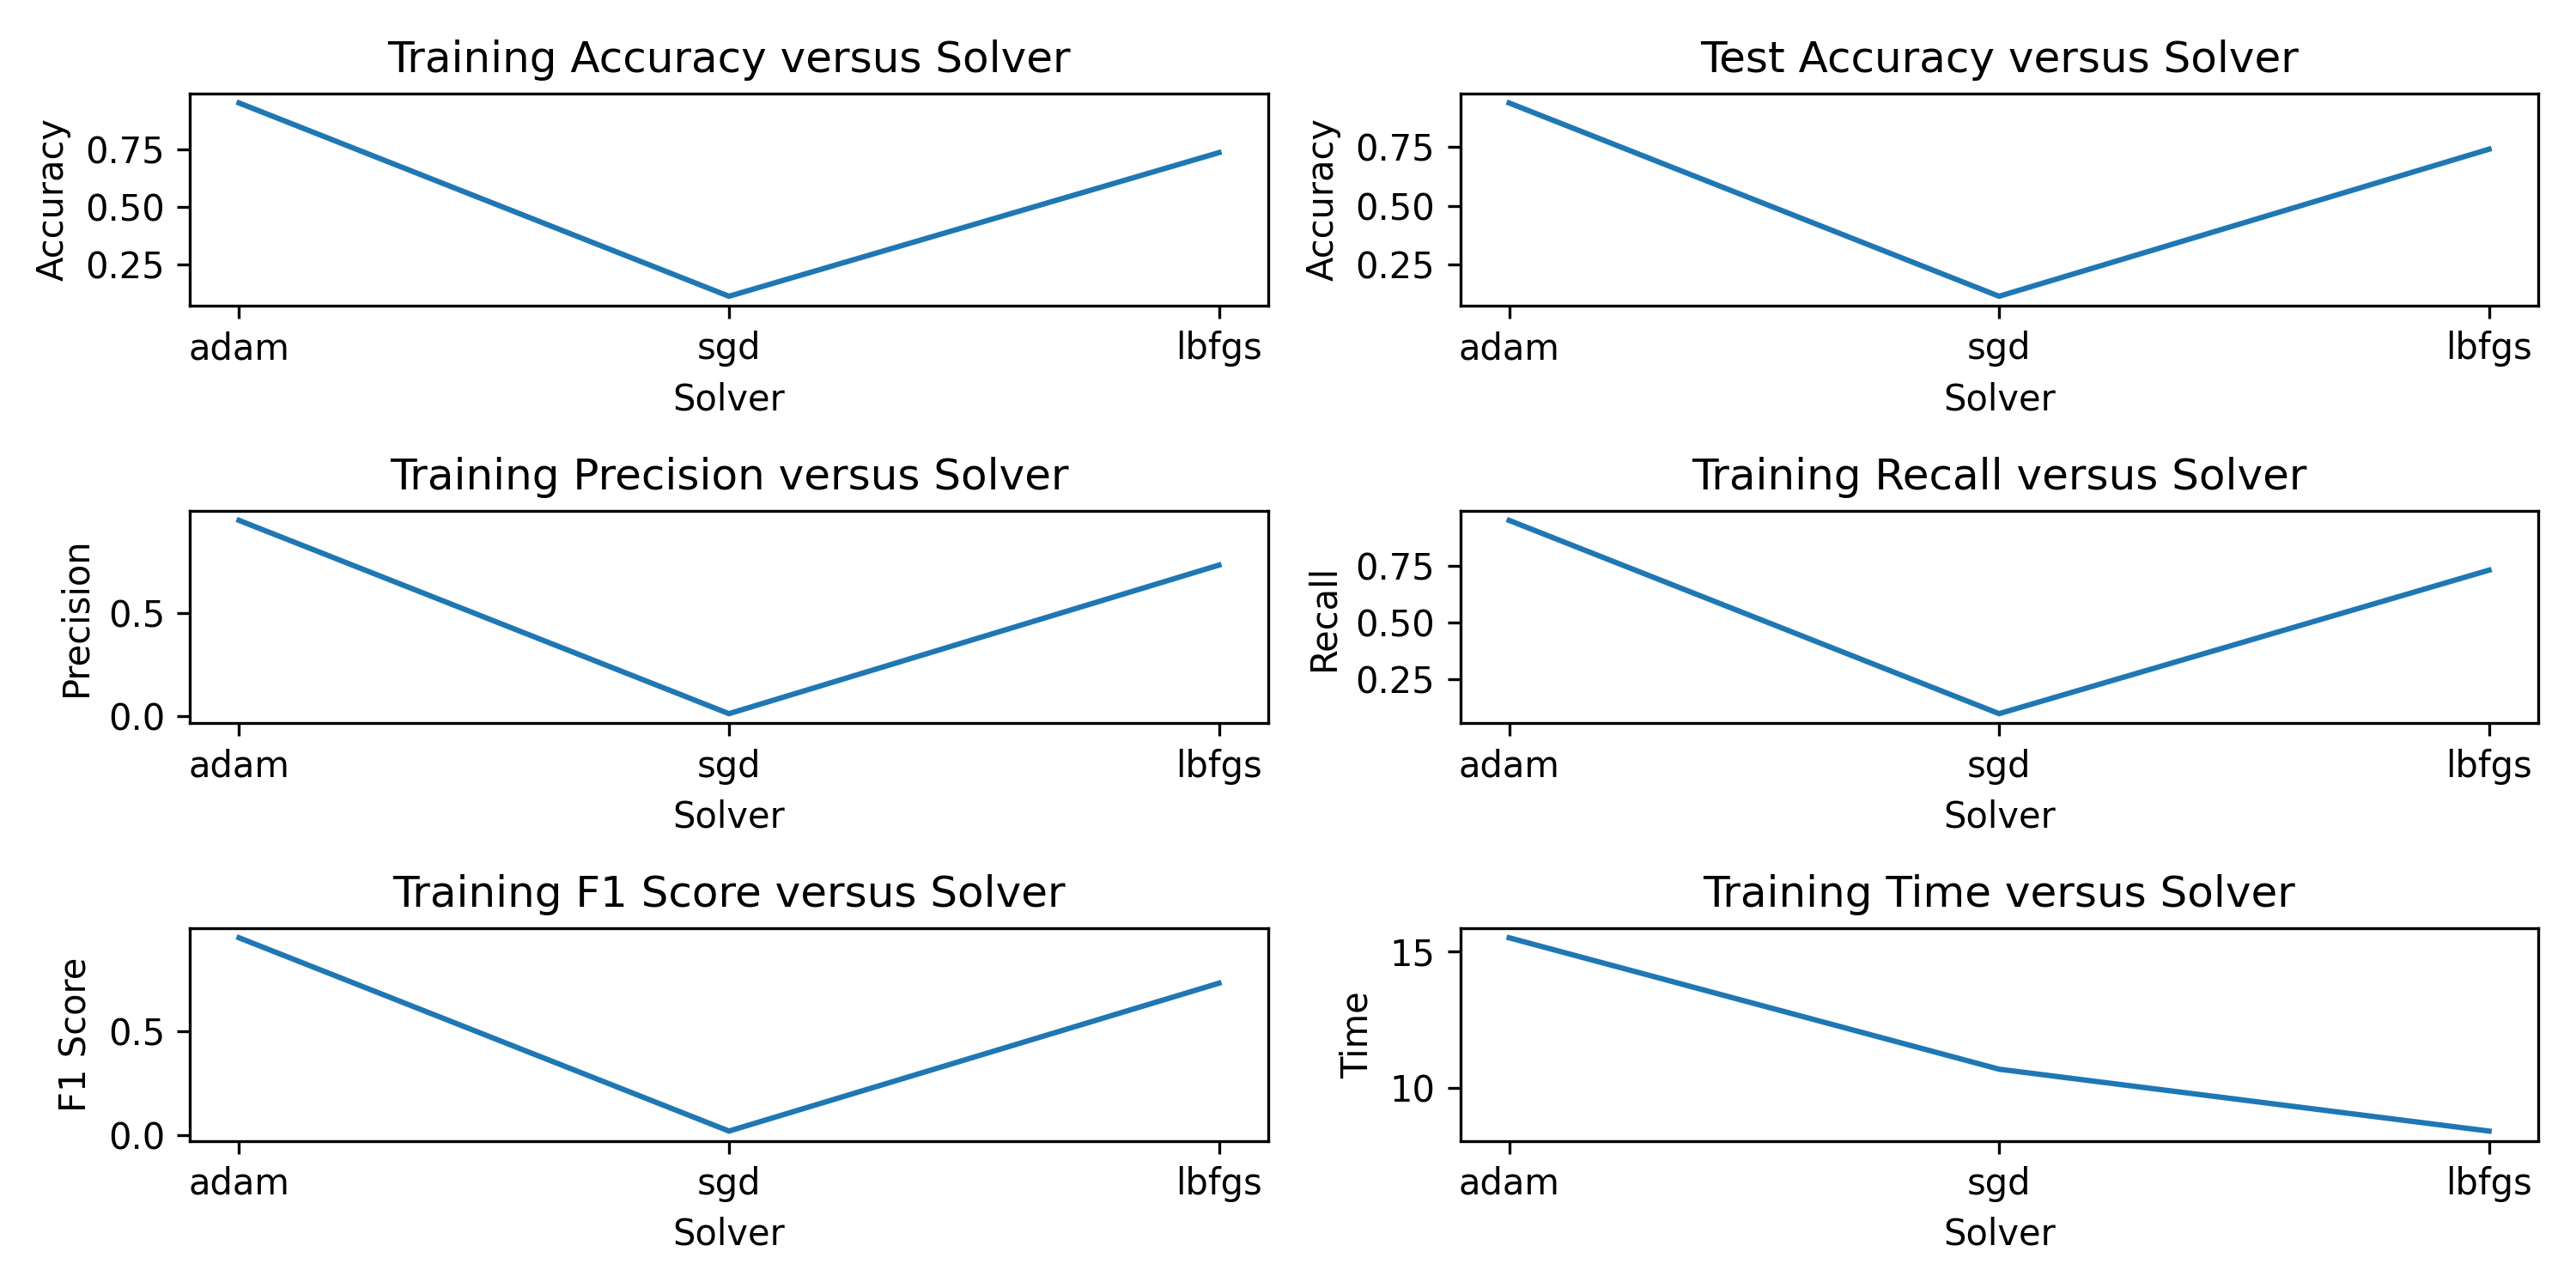 Training Accuracy versus Solver
Accuracy
0.75
0.50
0.25
adam sgd lbfgs
Solver
Test Accuracy versus Solver
Accuracy
0.75
0.50
0.25
adam sgd lbfgs
Solver
Training Precision versus Solver
Precision
0.5
0.0
adam sgd lbfgs
Solver
Training Recall versus Solver
Recall
0.75
0.50
0.25
adam sgd lbfgs
Solver
Training F1 Score versus Solver
F1 Score
0.5
0.0
adam sgd lbfgs
Solver
Training Time versus Solver
Time
15
10
adam sgd lbfgs
Solver